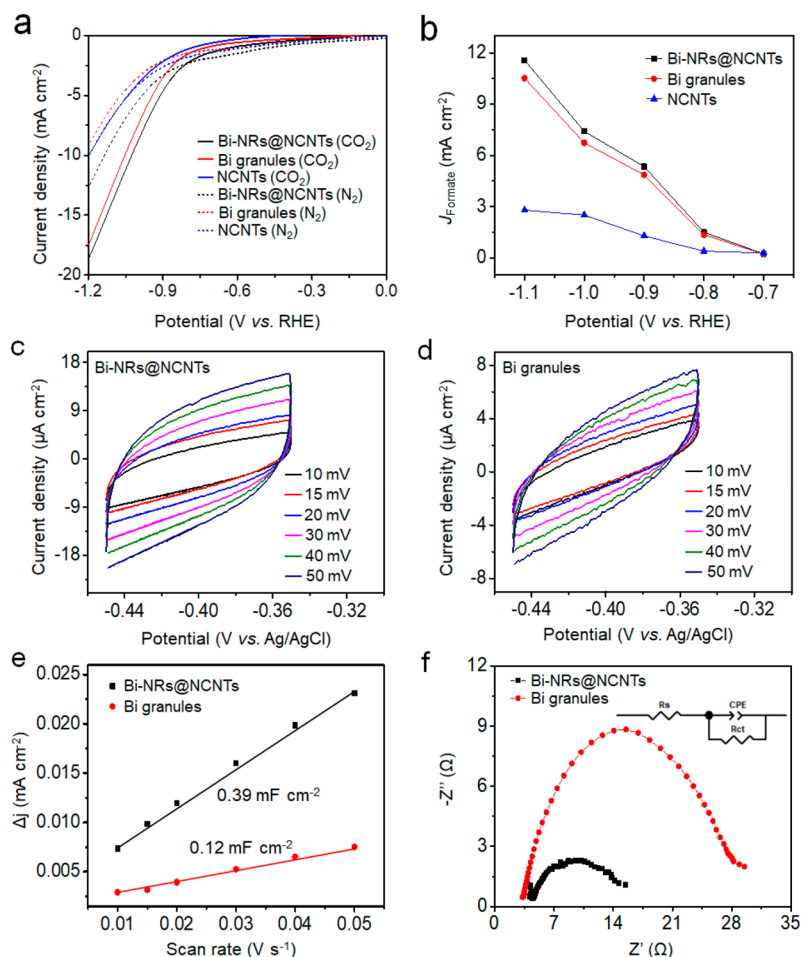 a
0
-5
-10
-15
-20
Current density (mA cm-2)
Bi-NRs@NCNTs (CO2)
Bi granules (CO2)
NCNTs (CO2)
Bi-NRs@NCNTs (N2)
Bi granules (N2)
NCNTs (N2)
-1.2 -0.9 -0.6 -0.3 0.0
Potential (V vs. RHE)
b
12
9
6
3
0
JFormate (mA cm-2)
Bi-NRs@NCNTs
Bi granules
NCNTs
-1.1 -1.0 -0.9 -0.8 -0.7
Potential (V vs. RHE)
c
18
9
0
-9
-18
Current density (μA cm-2)
Bi-NRs@NCNTs
10 mV
15 mV
20 mV
30 mV
40 mV
50 mV
-0.44 -0.40 -0.36 -0.32
Potential (V vs. Ag/AgCl)
d
8
4
0
-4
-8
Current density (μA cm-2)
Bi granules
10 mV
15 mV
20 mV
30 mV
40 mV
50 mV
-0.44 -0.40 -0.36 -0.32
Potential (V vs. Ag/AgCl)
e
0.025
0.020
0.015
0.010
0.005
Δj (mA cm-2)
Bi-NRs@NCNTs
Bi granules
0.39 mF cm-2
0.12 mF cm-2
0.01 0.02 0.03 0.04 0.05
Scan rate (V s-1)
f
12
9
6
3
0
-Z'' (Ω)
Bi-NRs@NCNTs
Bi granules
Rs
CPE
Rct
0 7 14 21 28 35
Z' (Ω)